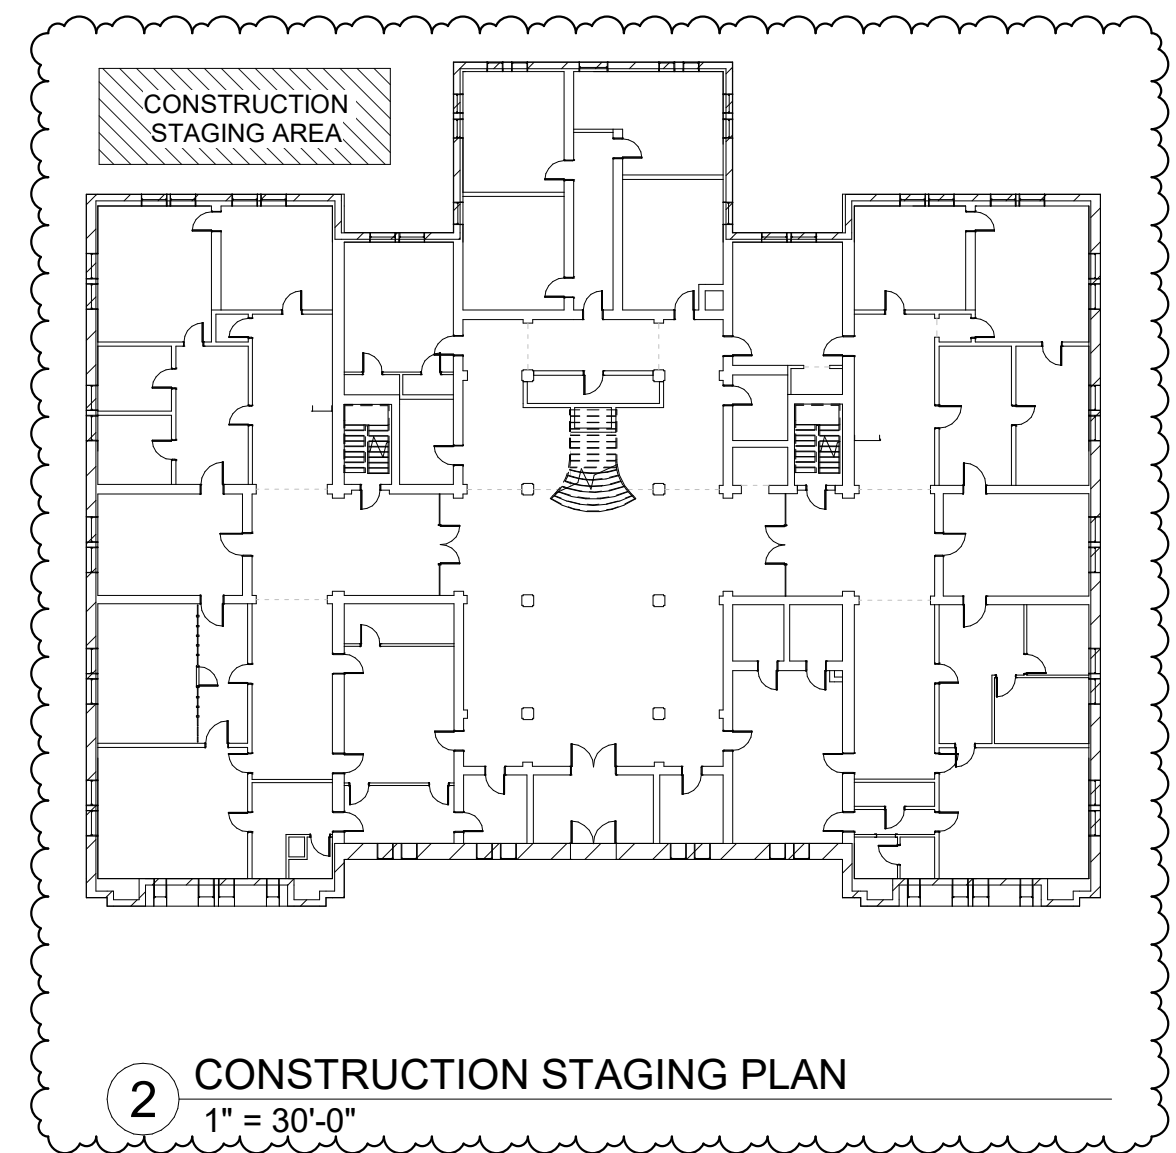 CONSTRUCTION
STAGING AREA
2
CONSTRUCTION STAGING PLAN
1" = 30'-0"